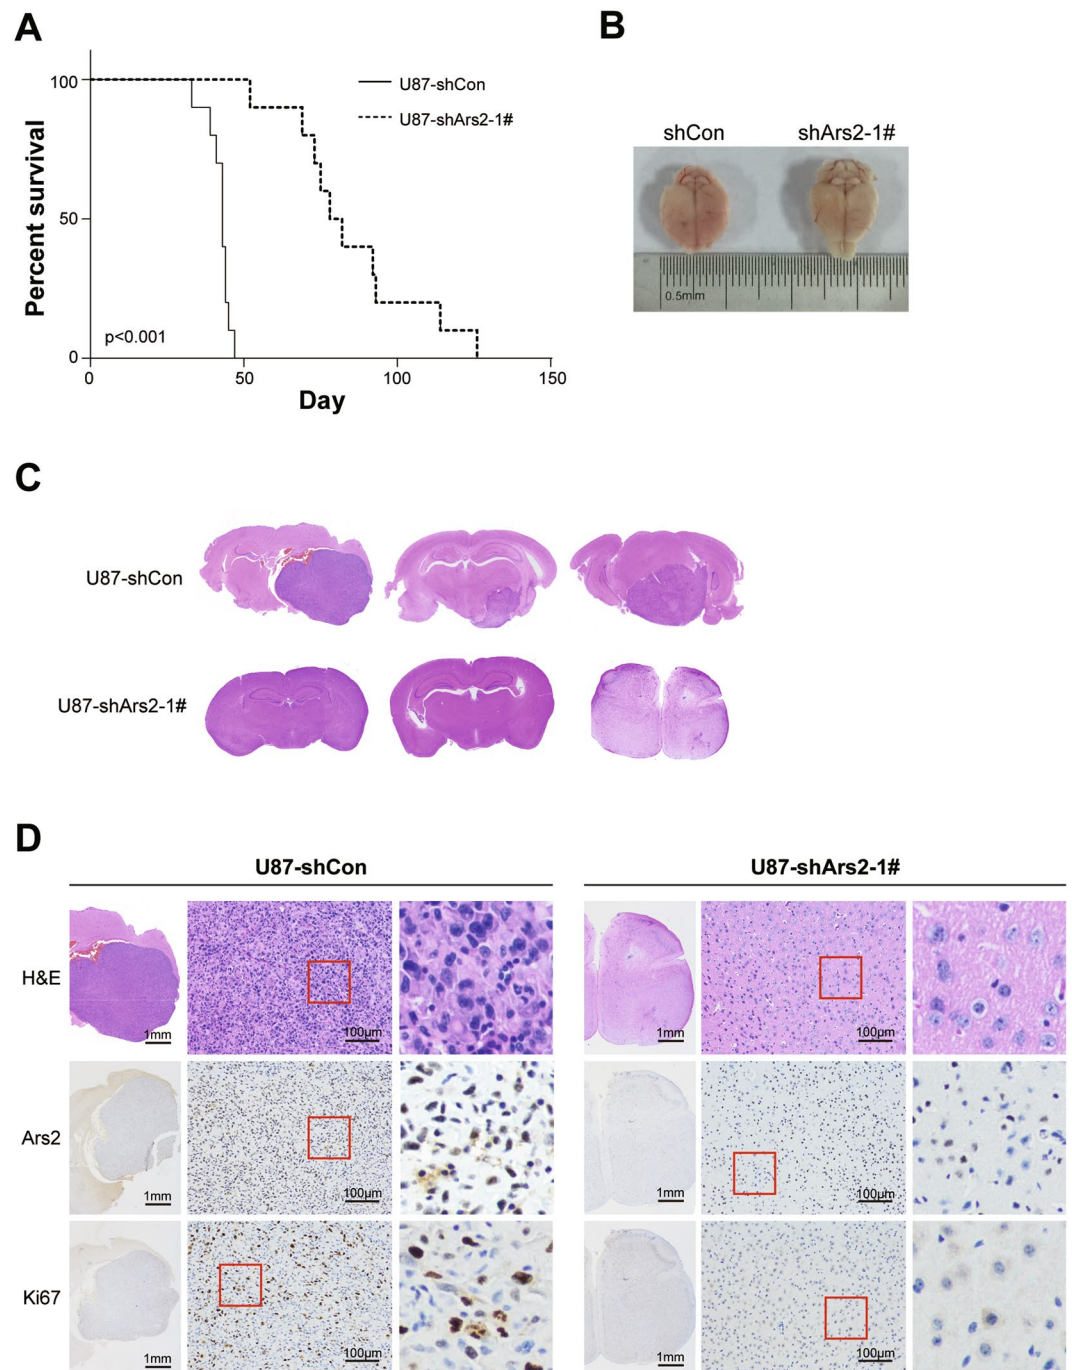 A
B
100
50
0
Percent survival
U87-shCon
U87-shArs2-1#
p<0.001
0
50
100
150
Day
shCon
shArs2-1#
0.5mm
C
U87-shCon
U87-shArs2-1#
D
U87-shCon
U87-shArs2-1#
H&E
1mm
100μm
1mm
100μm
Ars2
1mm
100μm
1mm
100μm
Ki67
1mm
100μm
1mm
100μm